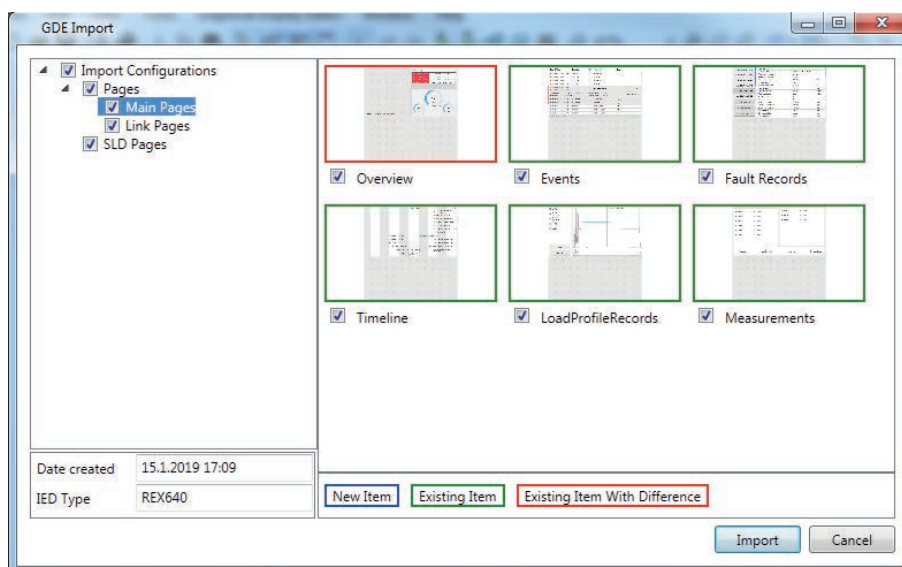 GDE Import
Import Configurations
Pages
Main Pages
Link Pages
SLD Pages
Overview
Events
Fault Records
Timeline
LoadProfileRecords
Measurements
Date created 15.1.2019 17:09
IED Type REX640
New Item Existing Item Existing Item With Difference
Import Cancel